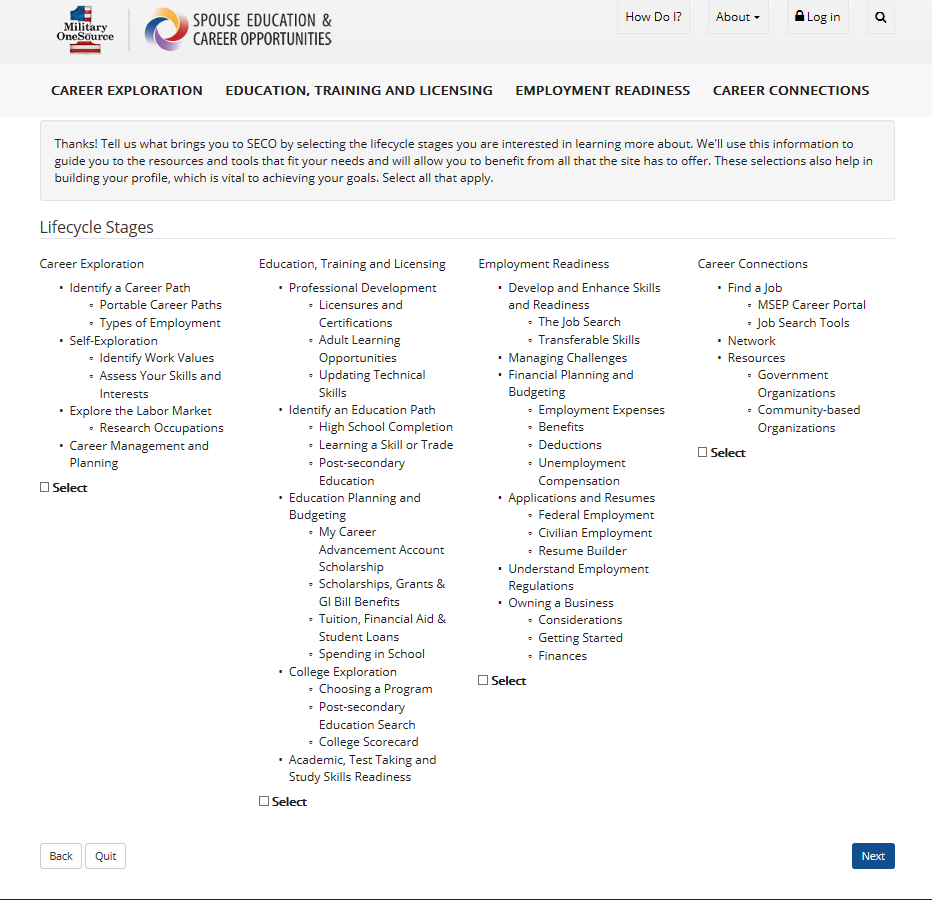 Military
OneSource
SPOUSE EDUCATION &
CAREER OPPORTUNITIES
How Do I?
About
Log in
CAREER EXPLORATION
EDUCATION, TRAINING AND LICENSING
EMPLOYMENT READINESS
CAREER CONNECTIONS
Thanks! Tell us what brings you to SECO by selecting the lifecycle stages you are interested in learning more about. We'll use this information to
guide you to the resources and tools that fit your needs and will allow you to benefit from all that the site has to offer. These selections also help in
building your profile, which is vital to achieving your goals. Select all that apply.
Lifecycle Stages
Career Exploration
• Identify a Career Path
◦ Portable Career Paths
◦ Types of Employment
• Self-Exploration
◦ Identify Work Values
◦ Assess Your Skills and
Interests
• Explore the Labor Market
◦ Research Occupations
• Career Management and
Planning
Select
Education, Training and Licensing
• Professional Development
◦ Licensures and
Certifications
◦ Adult Learning
Opportunities
◦ Updating Technical
Skills
• Identify an Education Path
◦ High School Completion
◦ Learning a Skill or Trade
◦ Post-secondary
Education
• Education Planning and
Budgeting
◦ My Career
Advancement Account
Scholarship
◦ Scholarships, Grants &
GI Bill Benefits
◦ Tuition, Financial Aid &
Student Loans
◦ Spending in School
• College Exploration
◦ Choosing a Program
◦ Post-secondary
Education Search
◦ College Scorecard
• Academic, Test Taking and
Study Skills Readiness
Select
Employment Readiness
• Develop and Enhance Skills
and Readiness
◦ The Job Search
◦ Transferable Skills
• Managing Challenges
• Financial Planning and
Budgeting
◦ Employment Expenses
◦ Benefits
◦ Deductions
◦ Unemployment
Compensation
• Applications and Resumes
◦ Federal Employment
◦ Civilian Employment
◦ Resume Builder
• Understand Employment
Regulations
• Owning a Business
◦ Considerations
◦ Getting Started
◦ Finances
Select
Career Connections
• Find a Job
◦ MSEP Career Portal
◦ Job Search Tools
• Network
• Resources
◦ Government
Organizations
◦ Community-based
Organizations
Select
Back
Quit
Next